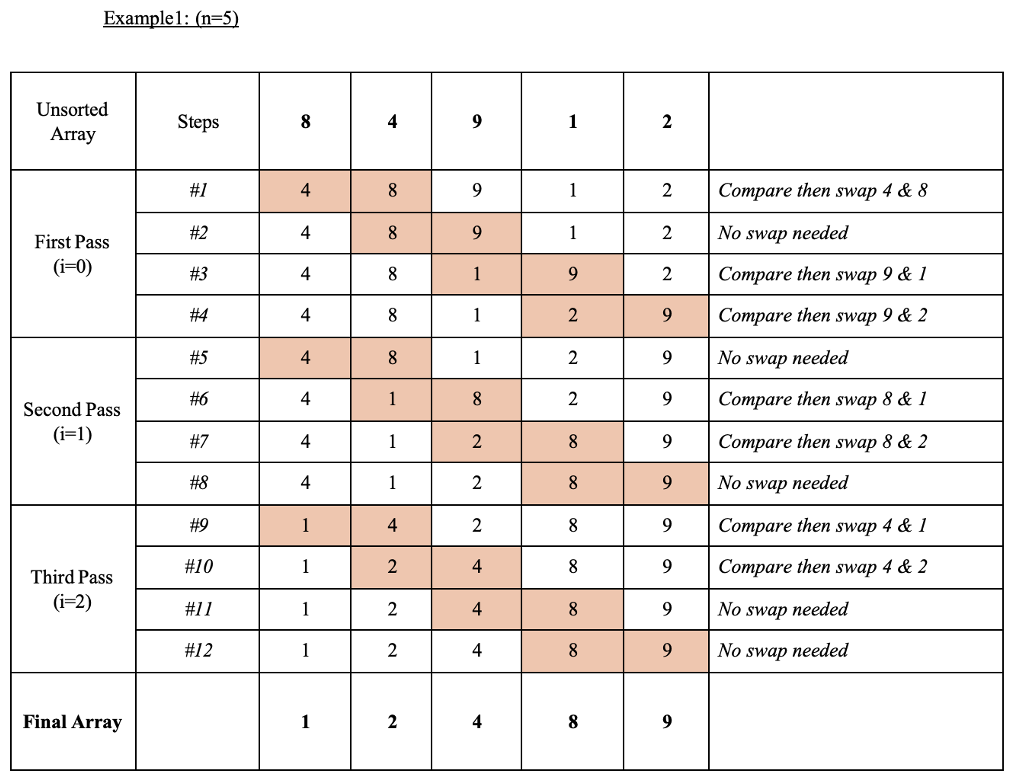 Example1: (n=5)
Unsorted Array Steps 8 4 9 1 2
First Pass (i=0)
#1 4 8 9 1 2 Compare then swap 4 & 8
#2 4 8 9 1 2 No swap needed
#3 4 8 1 9 2 Compare then swap 9 & 1
#4 4 8 1 2 9 Compare then swap 9 & 2
Second Pass (i=1)
#5 4 8 1 2 9 No swap needed
#6 4 1 8 2 9 Compare then swap 8 & 1
#7 4 1 2 8 9 Compare then swap 8 & 2
#8 4 1 2 8 9 No swap needed
Third Pass (i=2)
#9 1 4 2 8 9 Compare then swap 4 & 1
#10 1 2 4 8 9 Compare then swap 4 & 2
#11 1 2 4 8 9 No swap needed
#12 1 2 4 8 9 No swap needed
Final Array 1 2 4 8 9